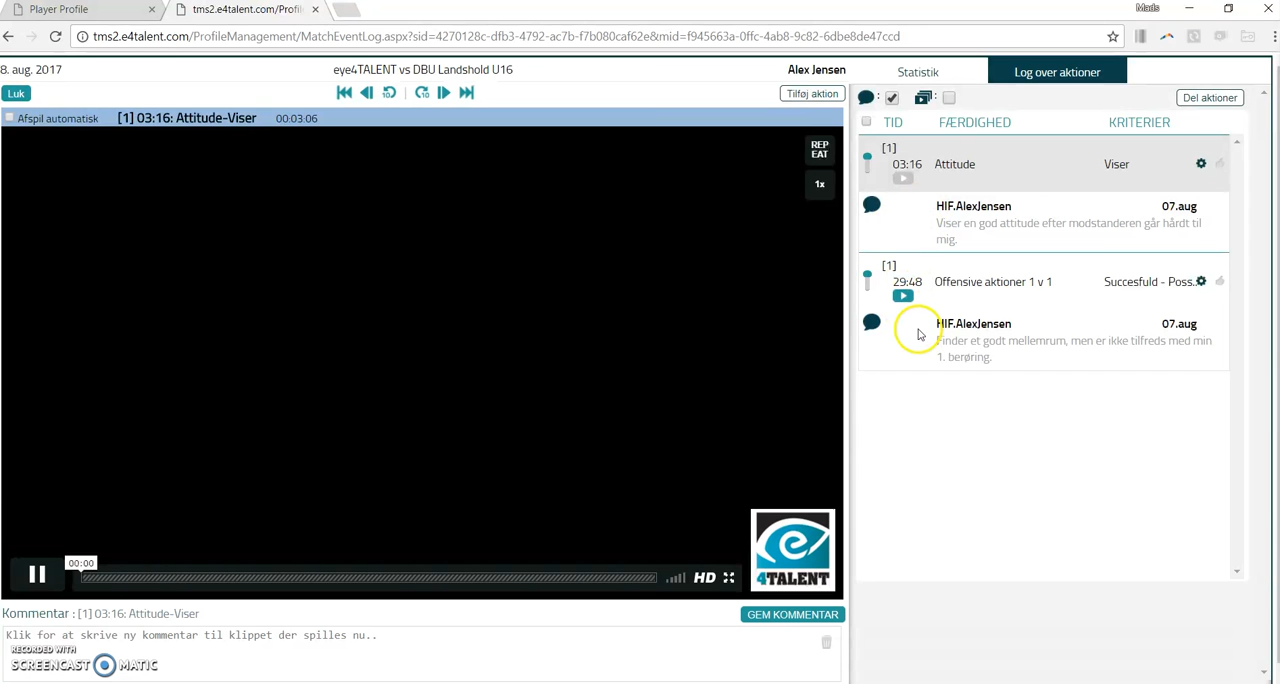 Player Profile
tms2.e4talent.com/Profil
Mads
tms2.e4talent.com/ProfileManagement/MatchEventLog.aspx?sid=4270128c-dfb3-4792-ac7b-f7b080caf62e&mid=f945663a-0ffc-4ab8-9c82-6dbe8de47ccd
8. aug. 2017
eye4TALENT vs DBU Landshold U16
Alex Jensen
Statistik
Log over aktioner
Luk
10
10
Tilføj aktion
:
:
Del aktioner
Afspil automatisk
[1] 03:16: Attitude-Viser
00:03:06
TID
FÆRDIGHED
KRITERIER
REP
EAT
1x
[1]
03:16
Attitude
Viser
HIF.AlexJensen
07.aug
Viser en god attitude efter modstanderen går hårdt til
mig.
[1]
29:48
Offensive aktioner 1 v 1
Succesfuld - Poss..
HIF.AlexJensen
07.aug
Finder et godt mellemrum, men er ikke tilfreds med min
1. berøring.
00:00
HD
4TALENT
Kommentar : [1] 03:16: Attitude-Viser
GEM KOMMENTAR
Klik for at skrive ny kommentar til klippet der spilles nu..
RECORDED WITH
SCREENCAST MATIC